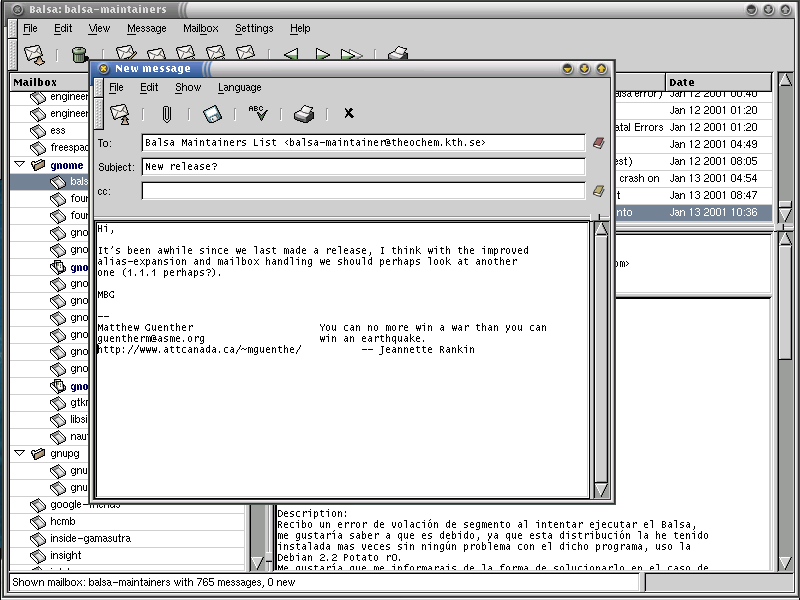 Balsa: balsa-maintainers
File Edit View Message Mailbox Settings Help
Mailbox
engineer
engineer
ess
freespac
gnome
bals
four
four
gno
gno
gno
gno
gno
gno
gno
gno
gno
gno
gtk
libsi
nau
gnupg
gnu
gnu
google-friends
hcmb
inside-gamasutra
insight
New message
File Edit Show Language
ABC
To: Balsa Maintainers List <balsa-maintainer@theochem.kth.se>
Subject: New release?
cc:
Hi,
It's been awhile since we last made a release, I think with the improved
alias-expansion and mailbox handling we should perhaps look at another
one (1.1.1 perhaps?).
MBG
--
Matthew Guenther You can no more win a war than you can
guentherm@asme.org win an earthquake.
http://www.attcanada.ca/~mguenthe/ -- Jeannette Rankin
Date
alsa error) Jan 12 2001 00:40
Jan 12 2001 01:20
atal Errors Jan 12 2001 01:20
Jan 12 2001 04:49
est) Jan 12 2001 08:05
crash on Jan 13 2001 04:54
t Jan 13 2001 08:47
nto Jan 13 2001 10:36
om>
Description:
Recibo un error de volación de segmento al intentar ejecutar el Balsa,
me gustaría saber a que es debido, ya que esta distribución la he tenido
instalada mas veces sin ningún problema con el dicho programa, uso la
Debian 2.2 Potato r0.
Me gustaría que me informarais de la forma de solucionarlo en el caso de
Shown mailbox: balsa-maintainers with 765 messages, 0 new